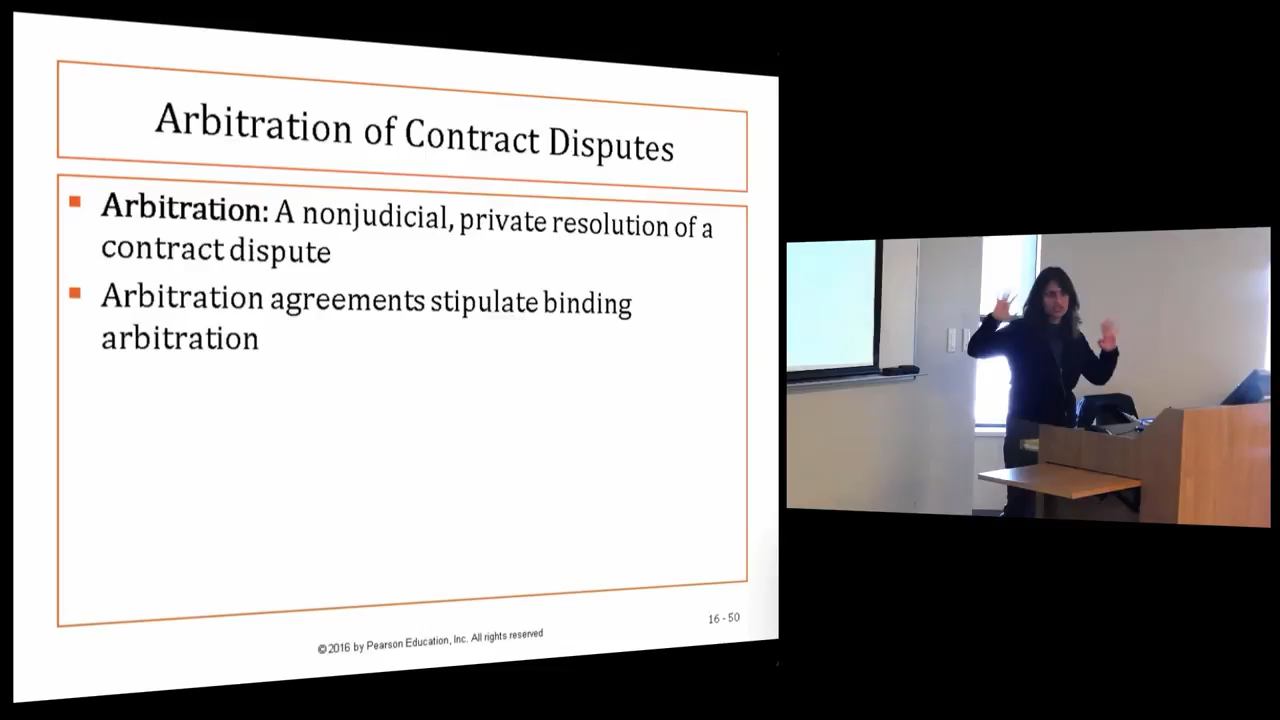 Arbitration of Contract Disputes
▪ Arbitration: A nonjudicial, private resolution of a
contract dispute
▪ Arbitration agreements stipulate binding
arbitration
16 - 50
©2016 by Pearson Education, Inc. All rights reserved